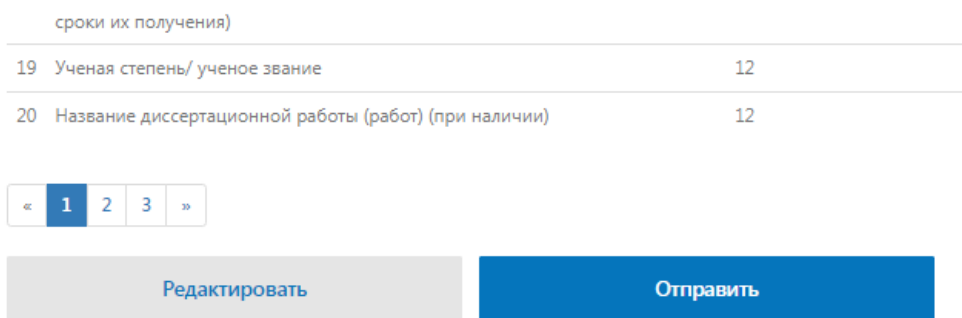 сроки их получения)
19 Ученая степень/ ученое звание 12
20 Название диссертационной работы (работ) (при наличии) 12
« 1 2 3 »
Редактировать Отправить